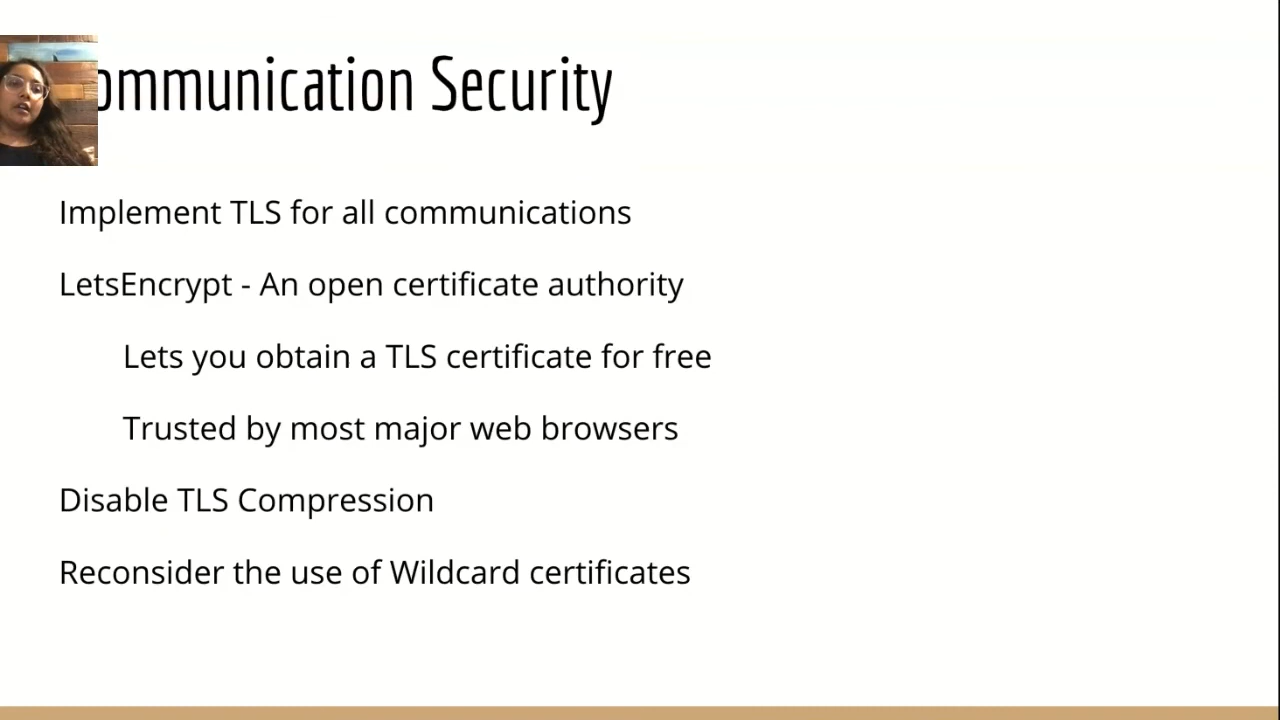 ommunication Security
Implement TLS for all communications
LetsEncrypt - An open certificate authority
Lets you obtain a TLS certificate for free
Trusted by most major web browsers
Disable TLS Compression
Reconsider the use of Wildcard certificates